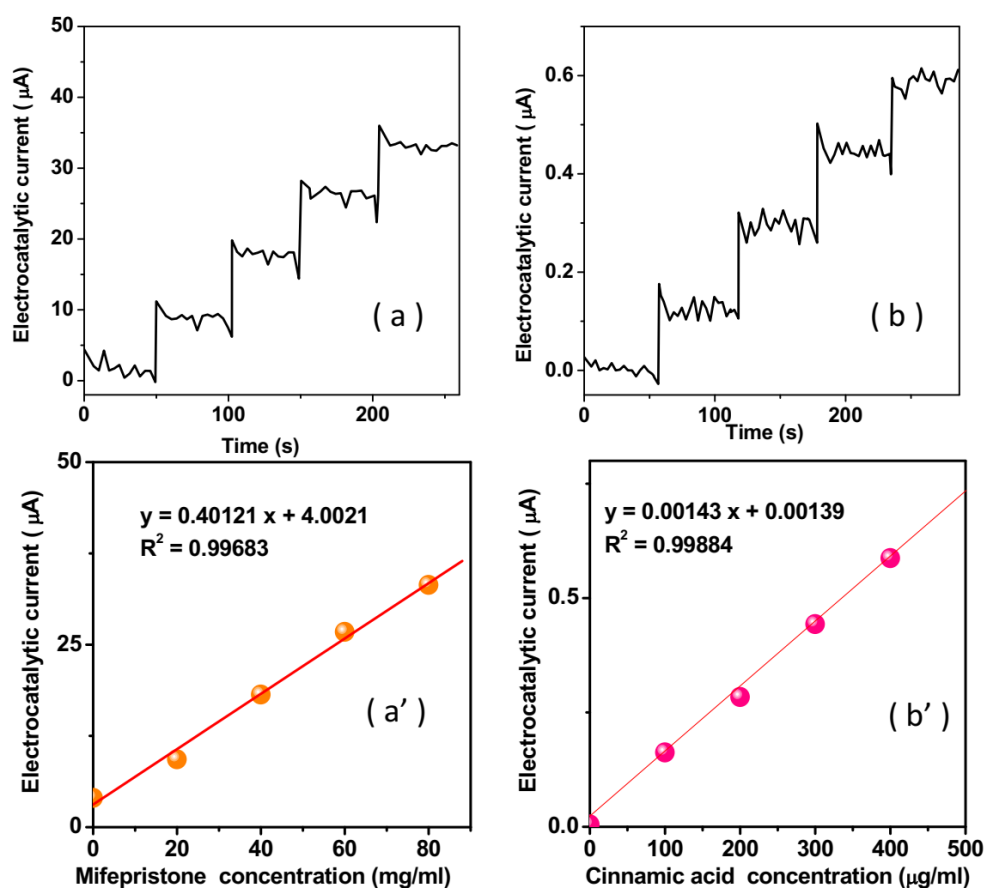 Electrocatalytic current ( μA)
50
40
30
20
10
0
( a )
0 100 200
Time (s)
Electrocatalytic current ( μA)
0.6
0.4
0.2
0.0
( b )
0 100 200
Time (s)
Electrocatalytic current ( μA)
50
25
0
y = 0.40121 x + 4.0021
R² = 0.99683
( a’ )
0 20 40 60 80
Mifepristone concentration (mg/ml)
Electrocatalytic current ( μA)
0.5
0.0
y = 0.00143 x + 0.00139
R² = 0.99884
( b’ )
0 100 200 300 400 500
Cinnamic acid concentration (μg/ml)